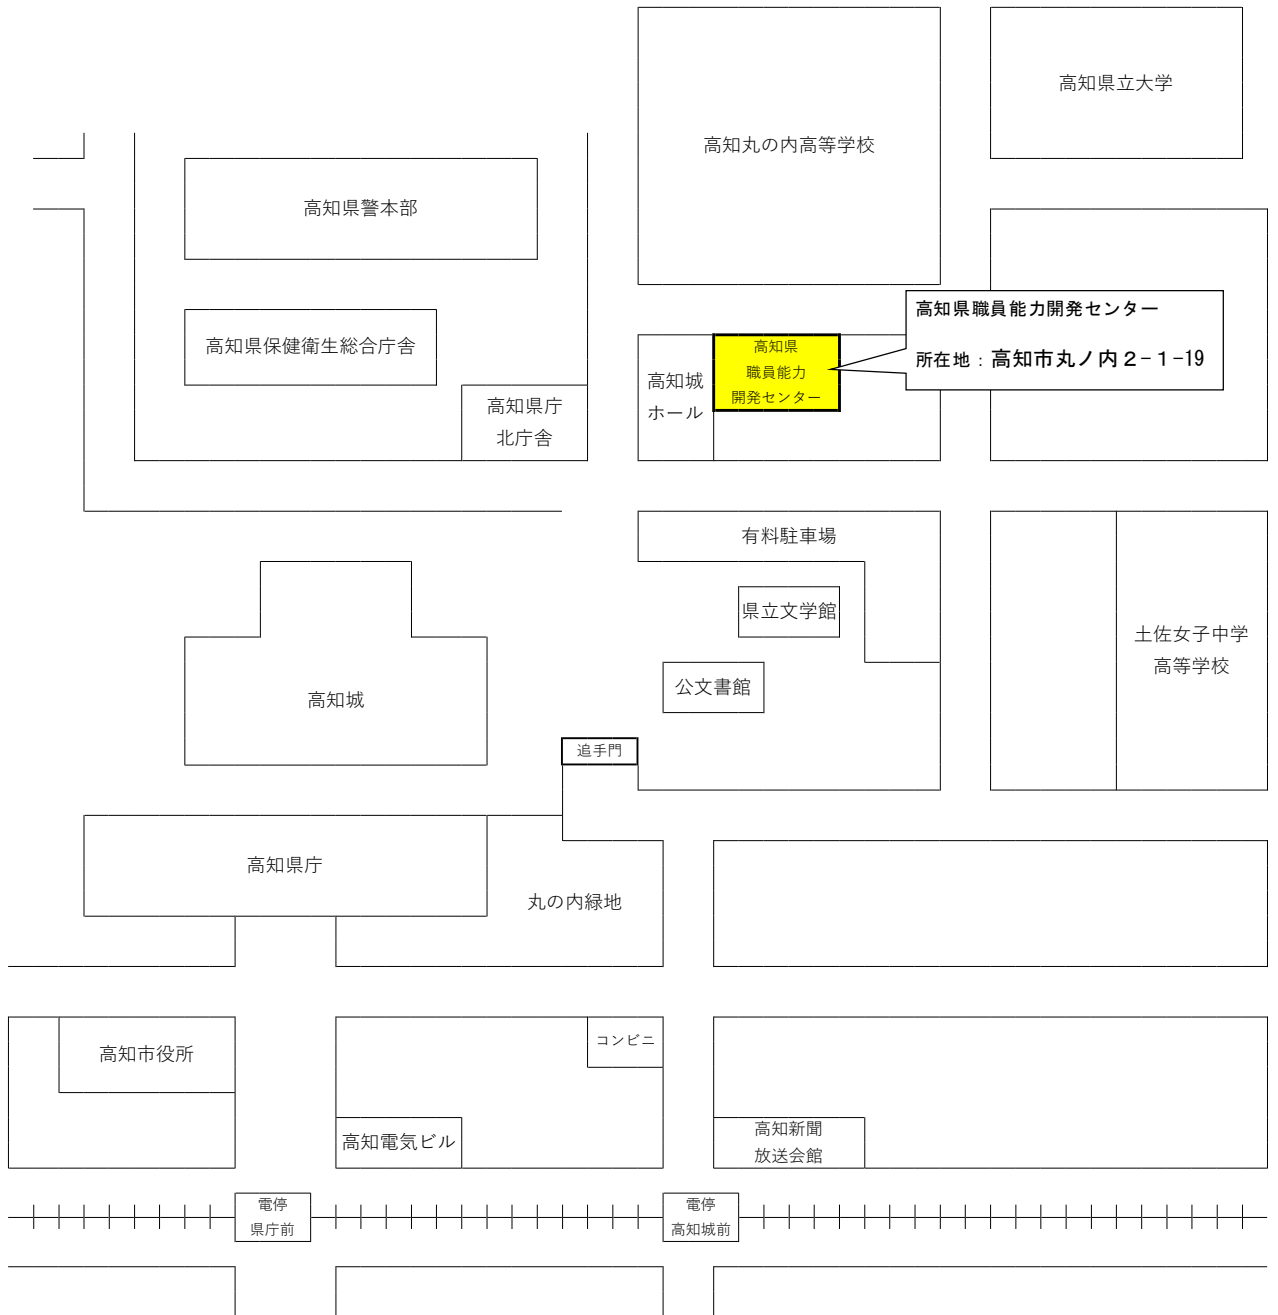 高知県立大学
高知丸の内高等学校
高知県警本部
高知県職員能力開発センター
所在地：高知市丸ノ内２−１−19
高知県保健衛生総合庁舎
高知県
職員能力
開発センター
高知城
ホール
高知県庁
北庁舎
有料駐車場
県立文学館
土佐女子中学
高等学校
公文書館
高知城
追手門
高知県庁
丸の内緑地
コンビニ
高知市役所
高知電気ビル
高知新聞
放送会館
電停
県庁前
電停
高知城前